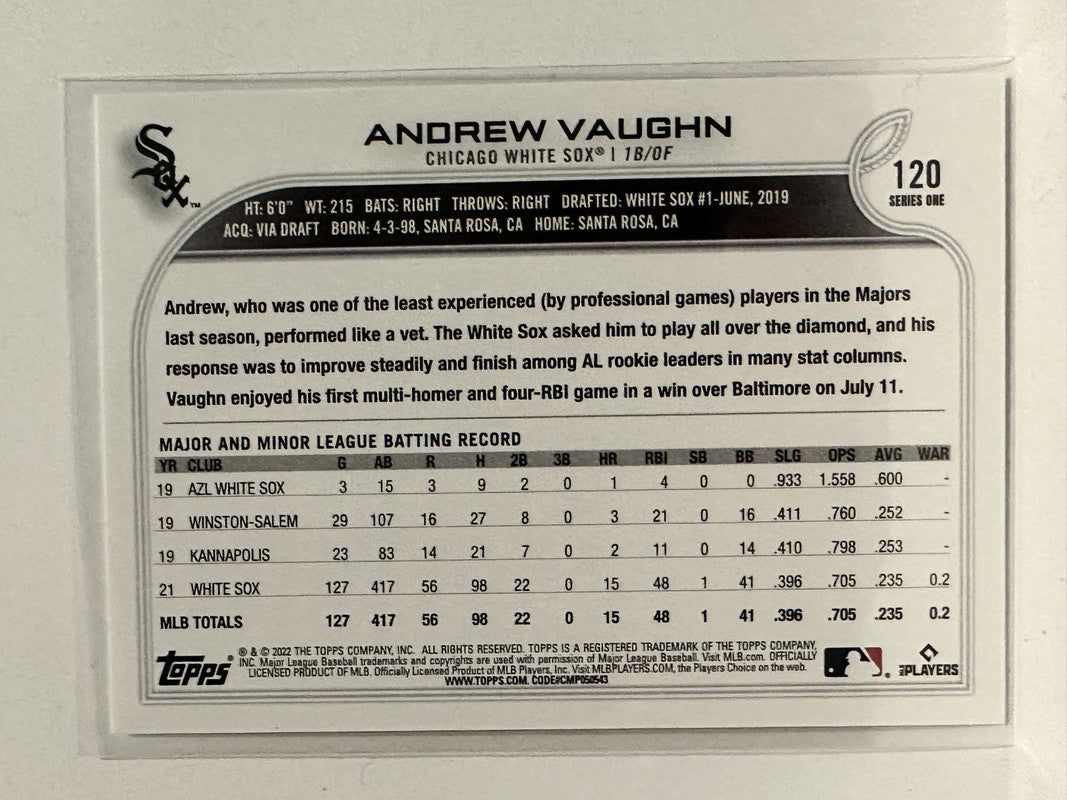 Sox ™
ANDREW VAUGHN
CHICAGO WHITE SOX® | 1B/OF
120
SERIES ONE
HT: 6'0" WT: 215 BATS: RIGHT THROWS: RIGHT DRAFTED: WHITE SOX #1-JUNE, 2019
ACQ: VIA DRAFT BORN: 4-3-98, SANTA ROSA, CA HOME: SANTA ROSA, CA
Andrew, who was one of the least experienced (by professional games) players in the Majors
last season, performed like a vet. The White Sox asked him to play all over the diamond, and his
response was to improve steadily and finish among AL rookie leaders in many stat columns.
Vaughn enjoyed his first multi-homer and four-RBI game in a win over Baltimore on July 11.
MAJOR AND MINOR LEAGUE BATTING RECORD
YR CLUB G AB R H 2B 3B HR RBI SB BB SLG OPS AVG WAR
19 AZL WHITE SOX 3 15 3 9 2 0 1 4 0 0 .933 1.558 .600 -
19 WINSTON-SALEM 29 107 16 27 8 0 3 21 0 16 .411 .760 .252 -
19 KANNAPOLIS 23 83 14 21 7 0 2 11 0 14 .410 .798 .253 -
21 WHITE SOX 127 417 56 98 22 0 15 48 1 41 .396 .705 .235 0.2
MLB TOTALS 127 417 56 98 22 0 15 48 1 41 .396 .705 .235 0.2
TOPPS®
® & © 2022 THE TOPPS COMPANY, INC. ALL RIGHTS RESERVED. TOPPS IS A REGISTERED TRADEMARK OF THE TOPPS COMPANY,
INC. Major League Baseball trademarks and copyrights are used with permission of Major League Baseball. Visit MLB.com. OFFICIALLY
LICENSED PRODUCT OF MLB. Officially Licensed Product of MLB Players, Inc. Visit MLBPLAYERS.COM, the Players Choice on the web.
WWW.TOPPS.COM. CODE#CMP050543
PLAYERS